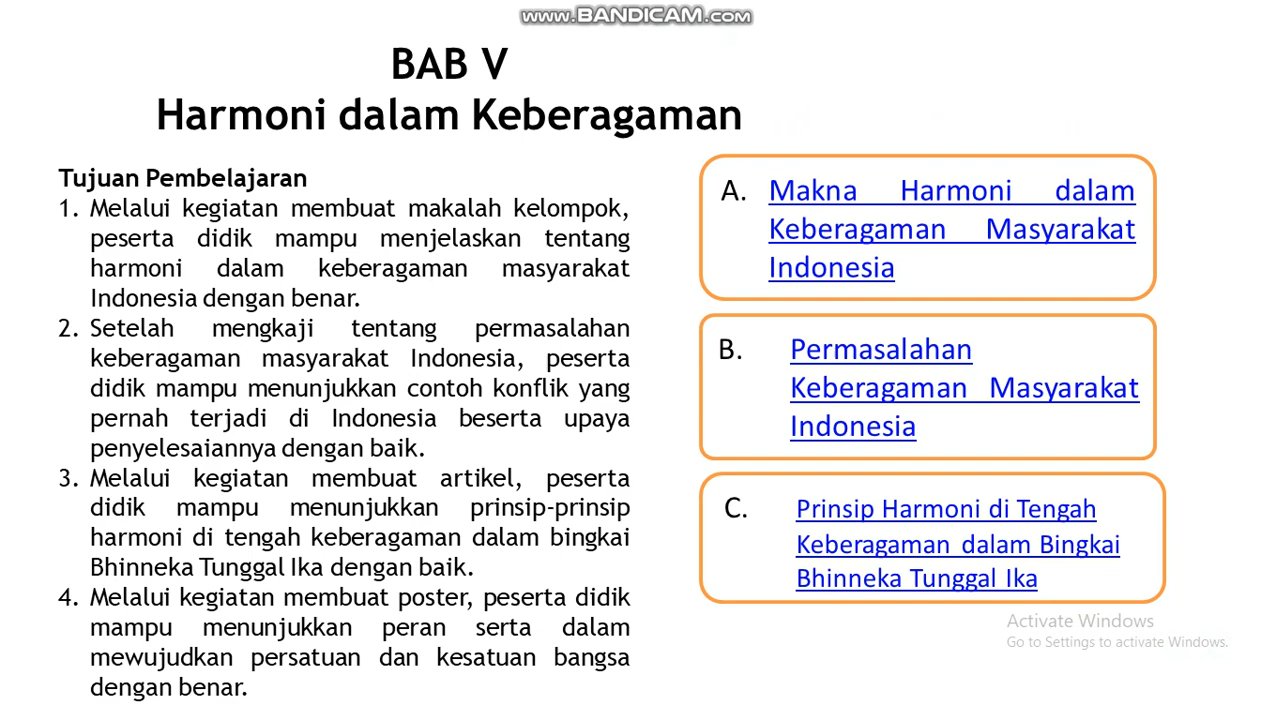 www.BANDICAM.com
BAB V
Harmoni dalam Keberagaman
Tujuan Pembelajaran
1. Melalui kegiatan membuat makalah kelompok,
peserta didik mampu menjelaskan tentang
harmoni dalam keberagaman masyarakat
Indonesia dengan benar.
2. Setelah mengkaji tentang permasalahan
keberagaman masyarakat Indonesia, peserta
didik mampu menunjukkan contoh konflik yang
pernah terjadi di Indonesia beserta upaya
penyelesaiannya dengan baik.
3. Melalui kegiatan membuat artikel, peserta
didik mampu menunjukkan prinsip-prinsip
harmoni di tengah keberagaman dalam bingkai
Bhinneka Tunggal Ika dengan baik.
4. Melalui kegiatan membuat poster, peserta didik
mampu menunjukkan peran serta dalam
mewujudkan persatuan dan kesatuan bangsa
dengan benar.
A. Makna Harmoni dalam
Keberagaman Masyarakat
Indonesia
B. Permasalahan
Keberagaman Masyarakat
Indonesia
C. Prinsip Harmoni di Tengah
Keberagaman dalam Bingkai
Bhinneka Tunggal Ika
Activate Windows
Go to Settings to activate Windows.